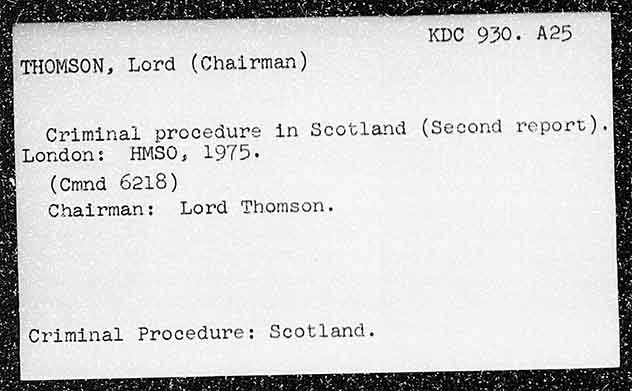 KDC 930. A25
THOMSON, Lord (Chairman)
Criminal procedure in Scotland (Second report).
London: HMSO, 1975.
(Cmnd 6218)
Chairman: Lord Thomson.
Criminal Procedure: Scotland.